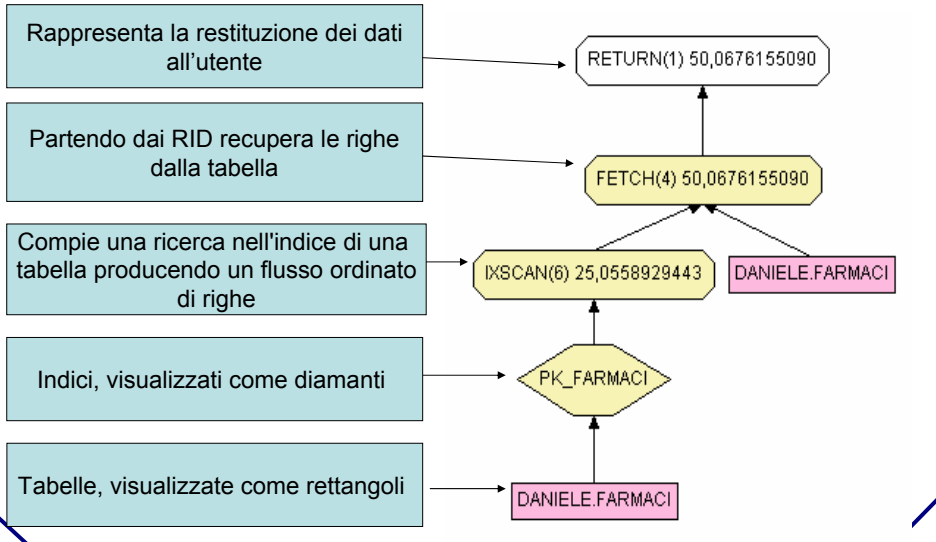 Rappresenta la restituzione dei dati
all'utente
RETURN(1) 50,0676155090
Partendo dai RID recupera le righe
dalla tabella
FETCH(4) 50,0676155090
Compie una ricerca nell'indice di una
tabella producendo un flusso ordinato
di righe
IXSCAN(6) 25,0558929443
DANIELE.FARMACI
Indici, visualizzati come diamanti
PK_FARMACI
Tabelle, visualizzate come rettangoli
DANIELE.FARMACI